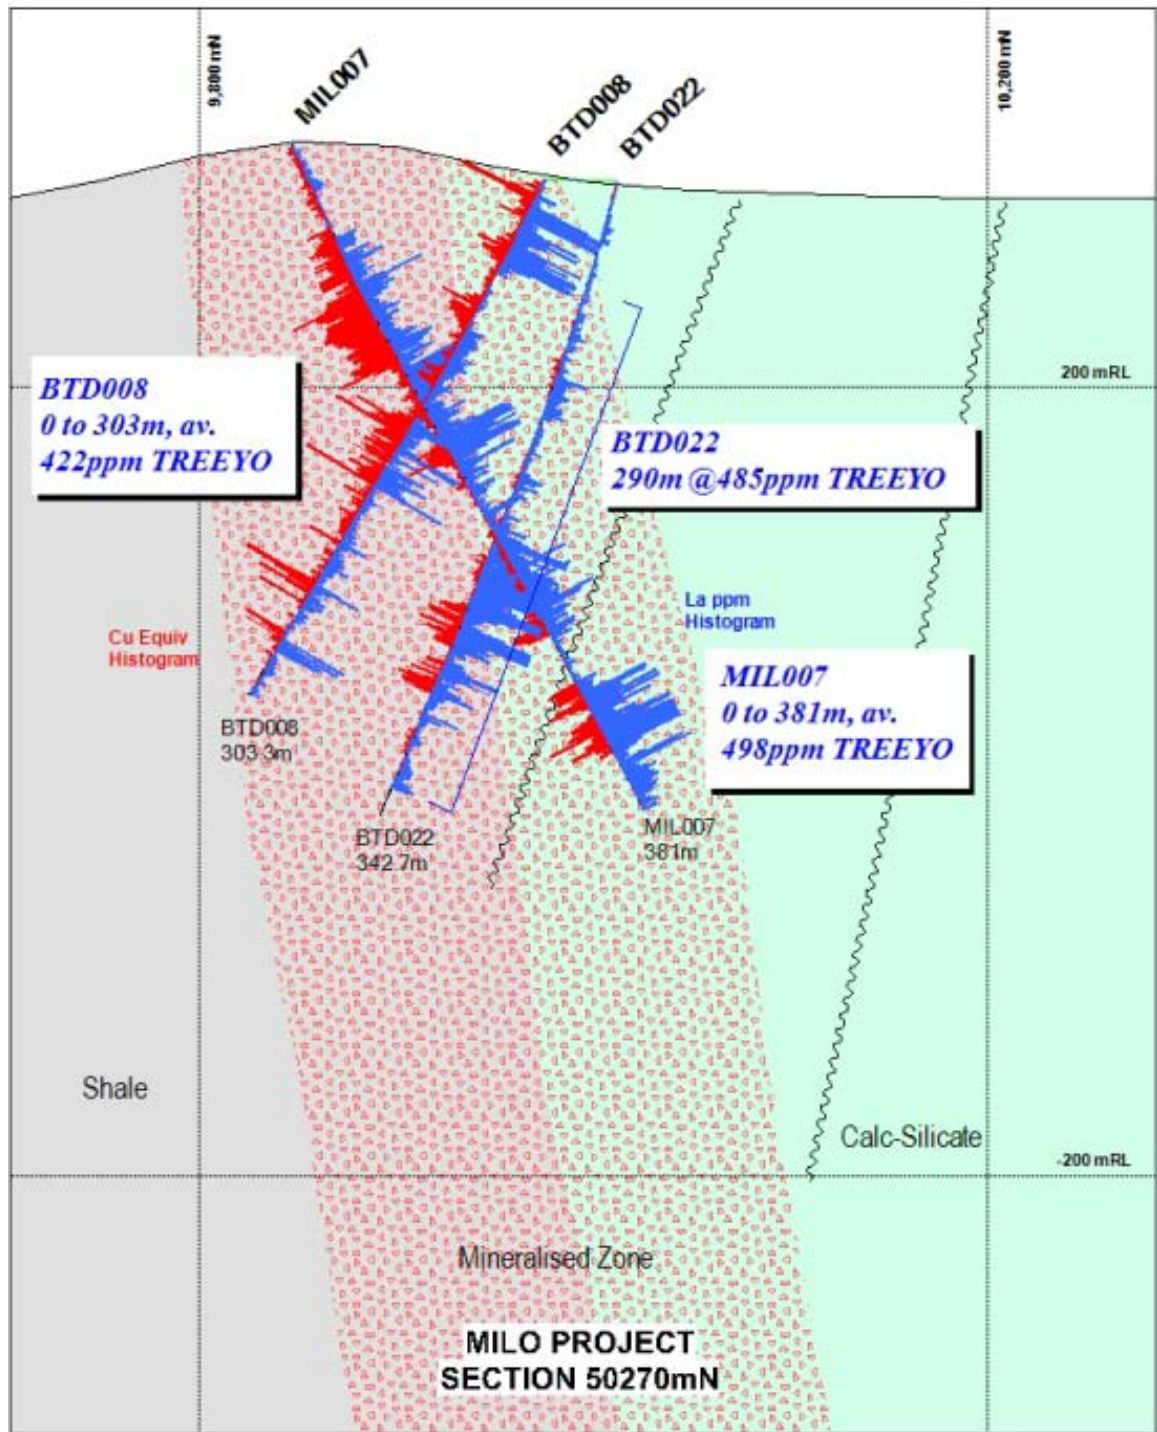 9,800 mN
MIL007
BTD008
BTD022
10,200 mN
200 mRL
BTD008
0 to 303m, av.
422ppm TREEYO
BTD022
290m @485ppm TREEYO
La ppm
Histogram
Cu Equiv
Histogram
MIL007
0 to 381m, av.
498ppm TREEYO
BTD008
303.3m
BTD022
342.7m
MIL007
381m
Shale
Calc-Silicate
-200 mRL
Mineralised Zone
MILO PROJECT
SECTION 50270mN